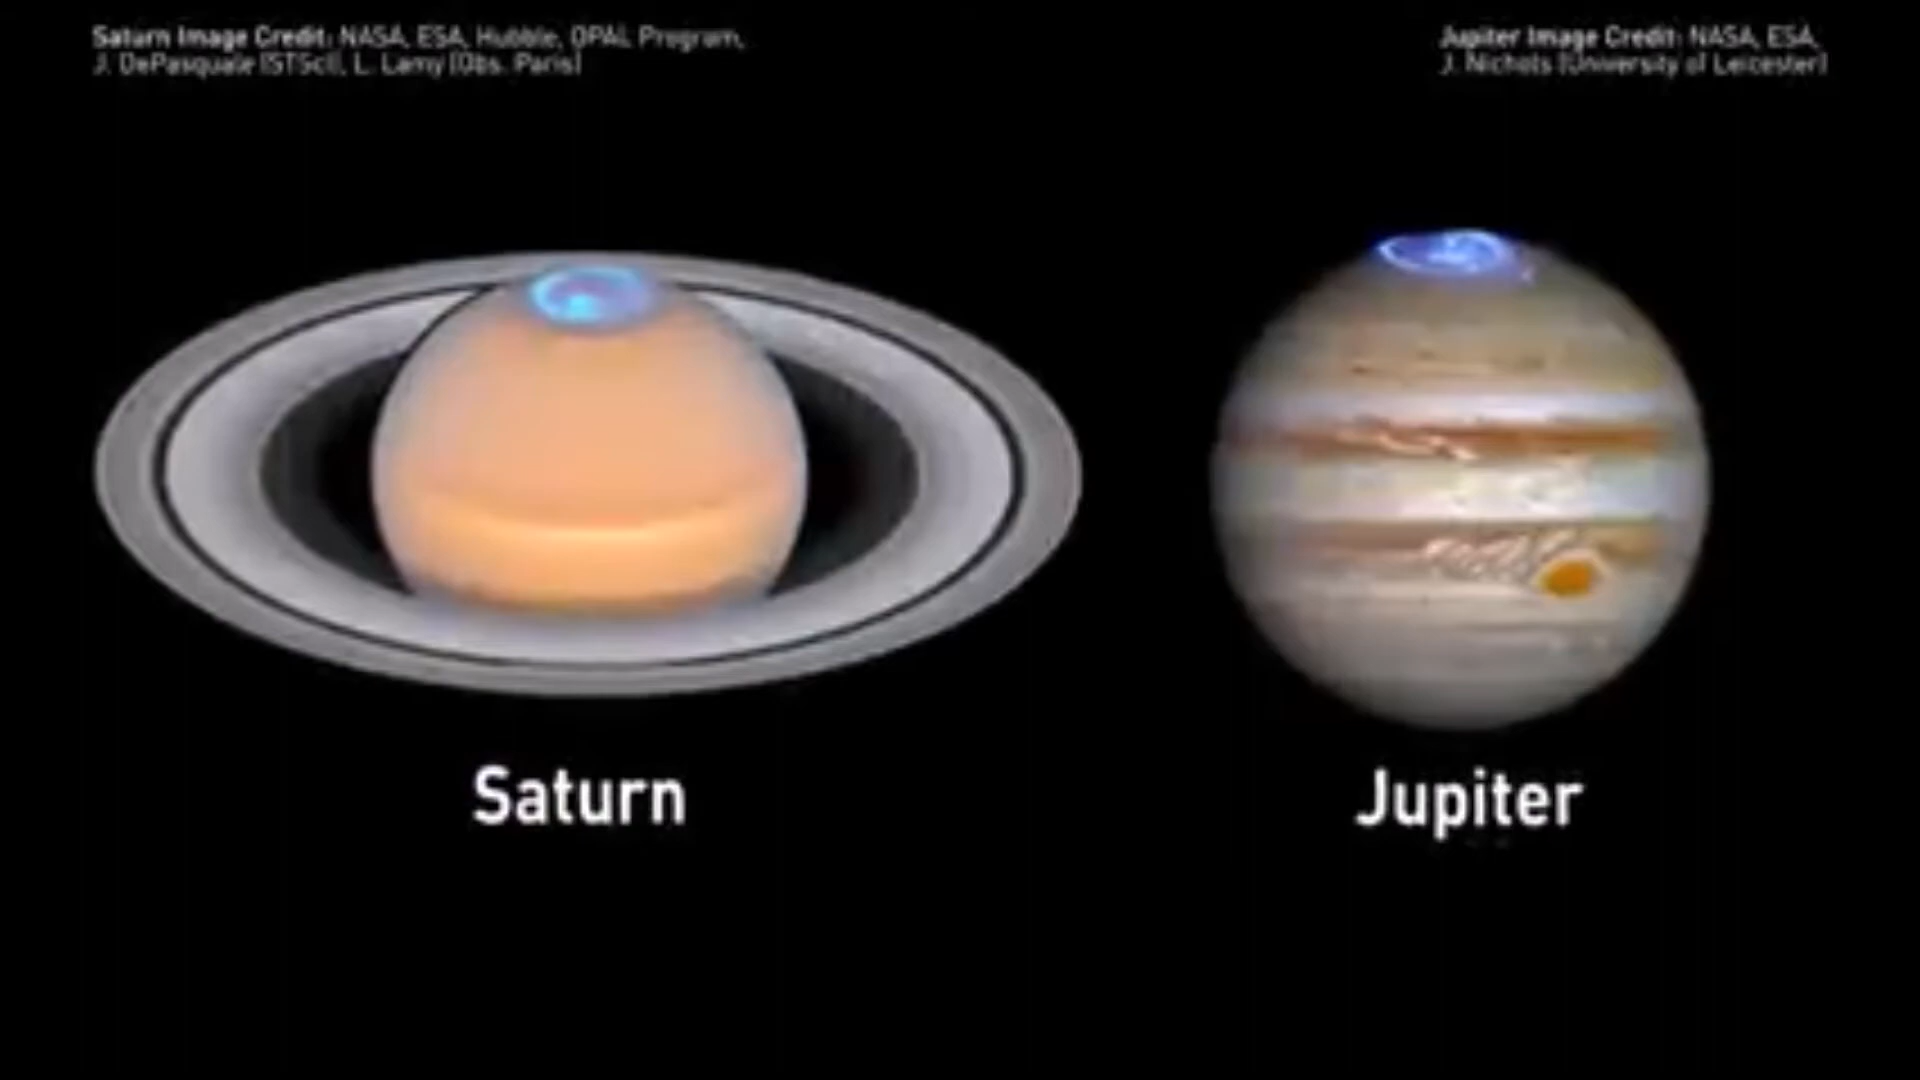 Saturn Image Credit: NASA, ESA, Hubble, OPAL Program,
J. DePasquale (STScI), L. Lamy (Obs. Paris)
Jupiter Image Credit: NASA, ESA,
J. Nichols (University of Leicester)
Saturn
Jupiter